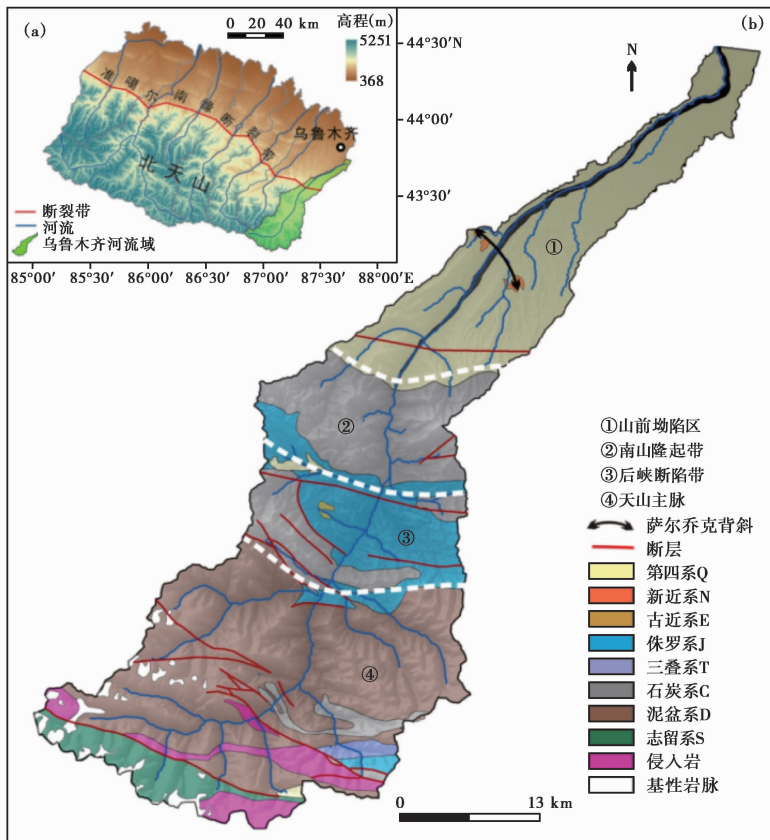 (a)
0 20 40
km
高程(m)
5251
368
准噶尔南缘断裂带
乌鲁木齐
北天山
断裂带
河流
乌鲁木齐河流域
44°30′N
44°00′
43°30′
85°00′ 85°30′ 86°00′ 86°30′ 87°00′ 87°30′ 88°00′E
(b)
N
①
②
③
④
①山前坳陷区
②南山隆起带
③后峡断陷带
④天山主脉
萨尔乔克背斜
断层
第四系Q
新近系N
古近系E
侏罗系J
三叠系T
石炭系C
泥盆系D
志留系S
侵入岩
基性岩脉
0 13 km